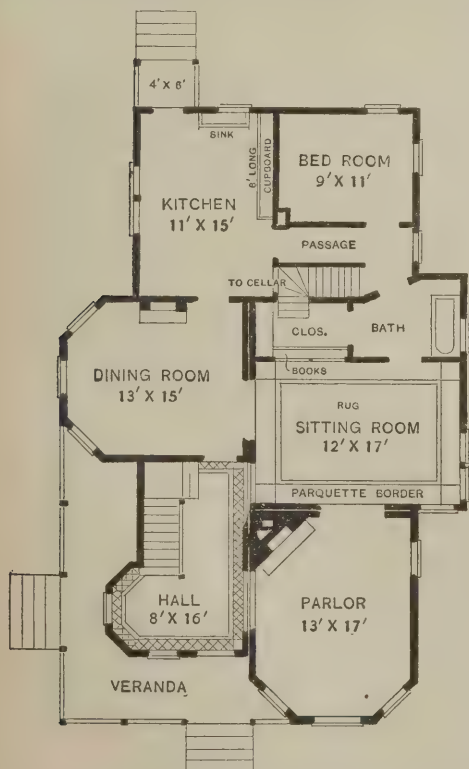 4' X 6'
SINK
8' LONG
CUPBOARD
BED ROOM
9' X 11'
KITCHEN
11' X 15'
PASSAGE
TO CELLAR
CLOS.
BATH
BOOKS
DINING ROOM
13' X 15'
RUG
SITTING ROOM
12' X 17'
PARQUETTE BORDER
HALL
8' X 16'
PARLOR
13' X 17'
VERANDA